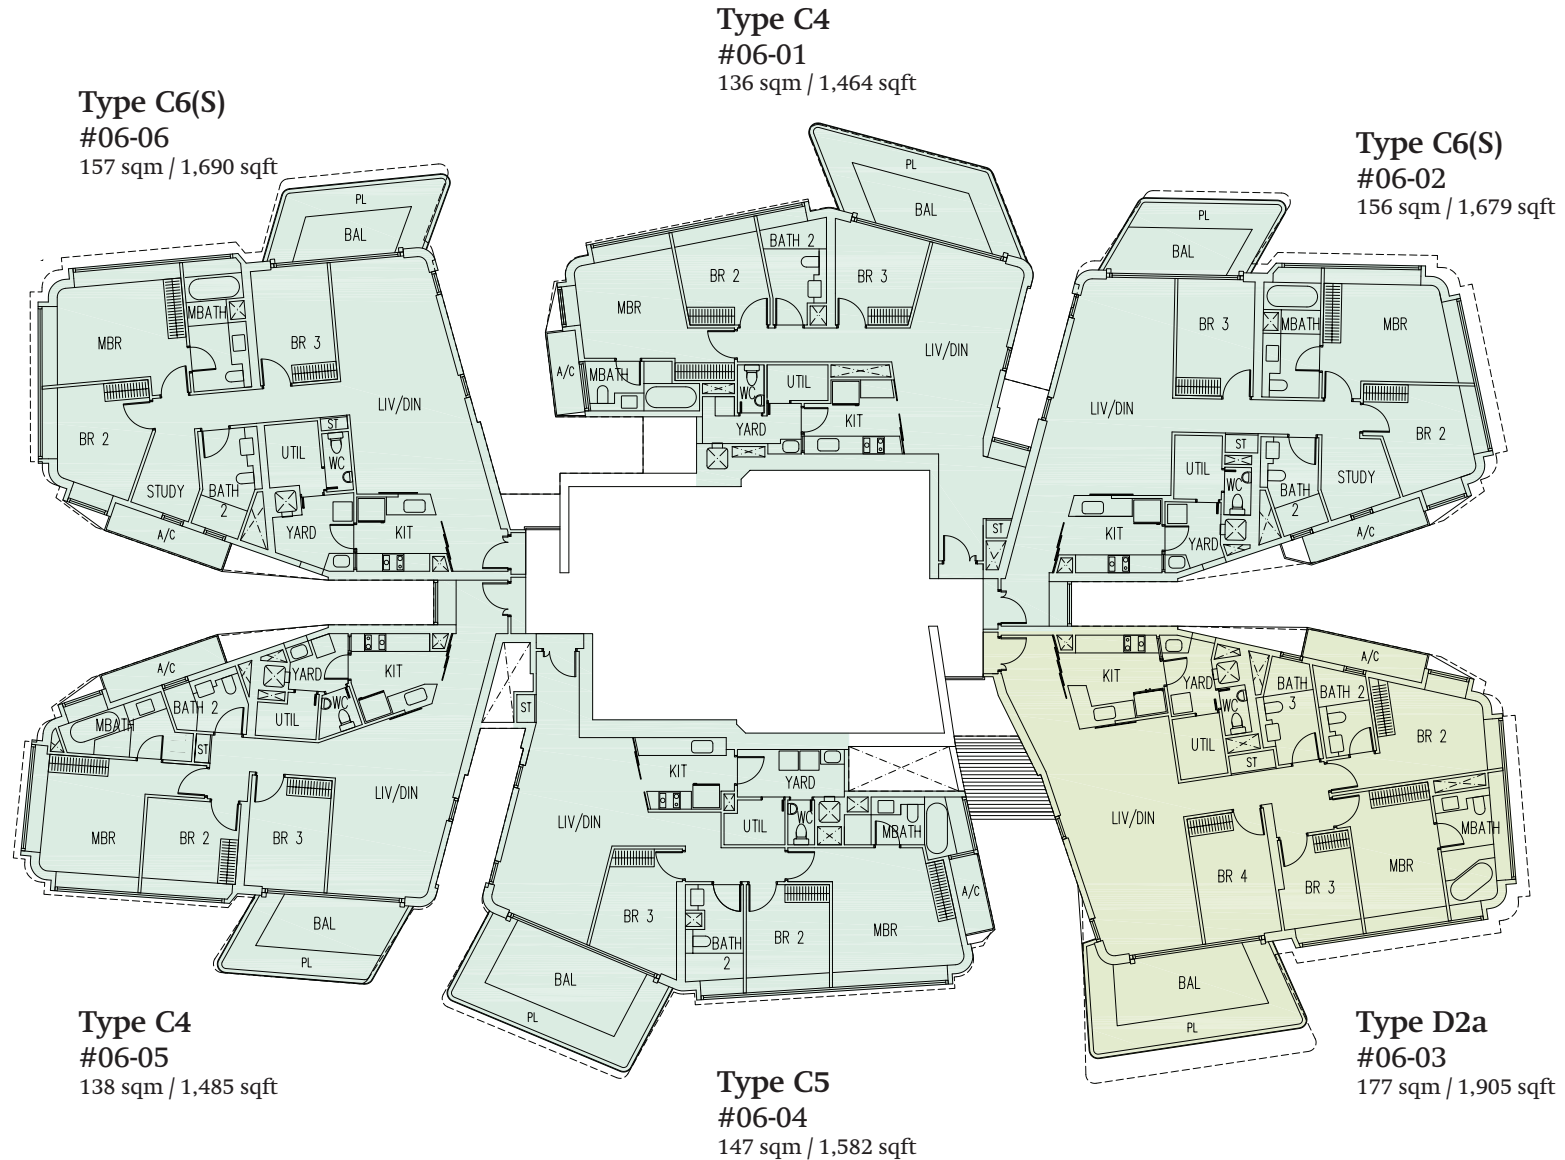 Type C4
#06-01
136 sqm / 1,464 sqft
Type C6(S)
#06-06
157 sqm / 1,690 sqft
Type C6(S)
#06-02
156 sqm / 1,679 sqft
PL
BAL
MBATH
MBR
BR 3
BR 2
LIV/DIN
STUDY
BATH
2
UTIL
ST
WC
YARD
KIT
A/C
PL
BAL
BATH 2
BR 2
BR 3
MBR
LIV/DIN
A/C
MBATH
WC
UTIL
YARD
KIT
ST
PL
BAL
BR 3
MBATH
MBR
LIV/DIN
BR 2
ST
UTIL
WC
BATH
2
STUDY
KIT
YARD
A/C
A/C
KIT
YARD
BATH 2
MBATH
WC
UTIL
ST
LIV/DIN
MBR
BR 2
BR 3
BAL
PL
ST
KIT
YARD
LIV/DIN
UTIL
WC
MBATH
A/C
BR 3
BATH
2
BR 2
MBR
BAL
PL
A/C
KIT
YARD
BATH
3
BATH 2
WC
UTIL
ST
BR 2
LIV/DIN
MBATH
BR 4
BR 3
MBR
BAL
PL
Type C4
#06-05
138 sqm / 1,485 sqft
Type C5
#06-04
147 sqm / 1,582 sqft
Type D2a
#06-03
177 sqm / 1,905 sqft